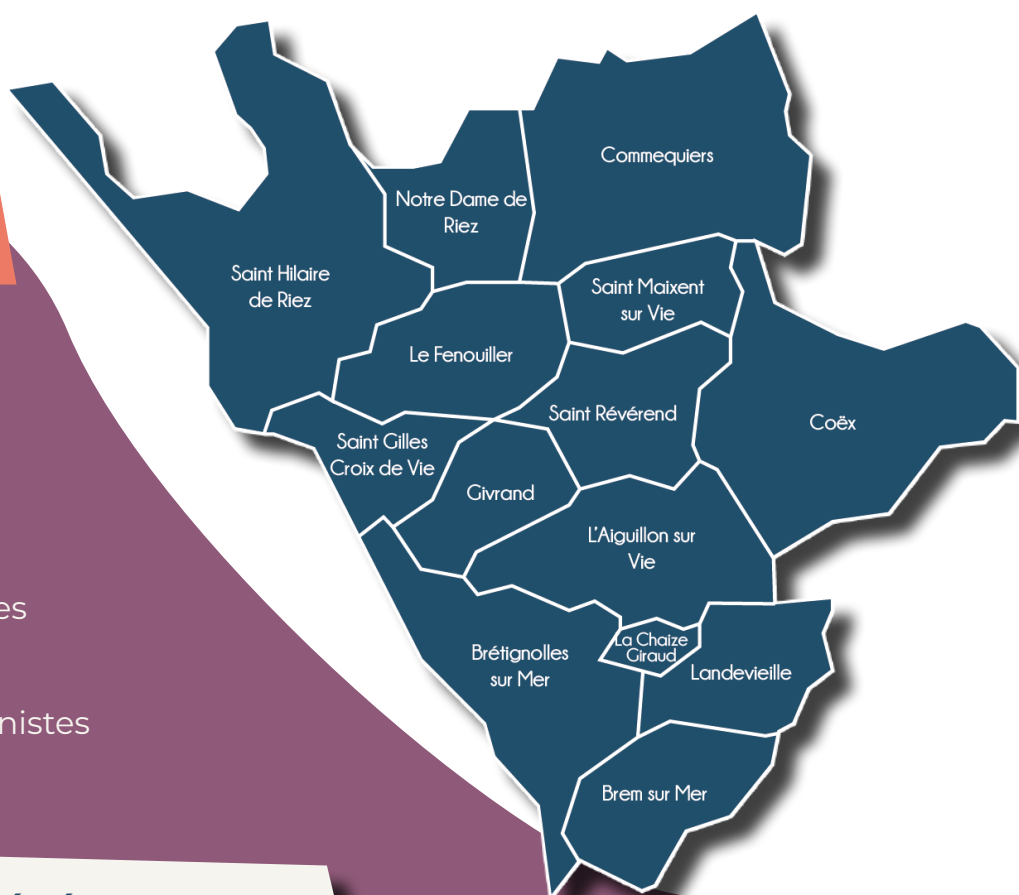 Commequiers
Notre Dame de
Riez
Saint Hilaire
de Riez
Saint Maixent
sur Vie
Le Fenouiller
Saint Révérend
Coëx
Saint Gilles
Croix de Vie
Givrand
L'Aiguillon sur
Vie
es
La Chaize
Giraud
Brétignolles
sur Mer
Landevieille
nistes
Brem sur Mer